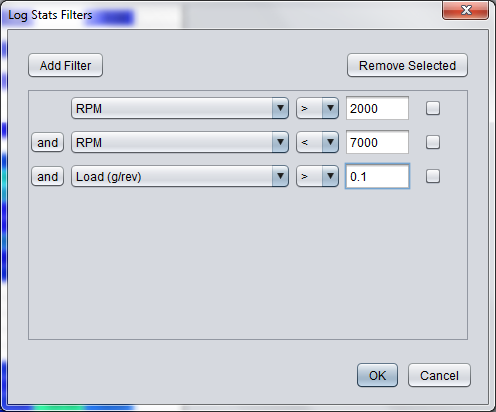 Log Stats Filters
Add Filter Remove Selected
RPM > 2000
and RPM < 7000
and Load (g/rev) > 0.1
OK Cancel